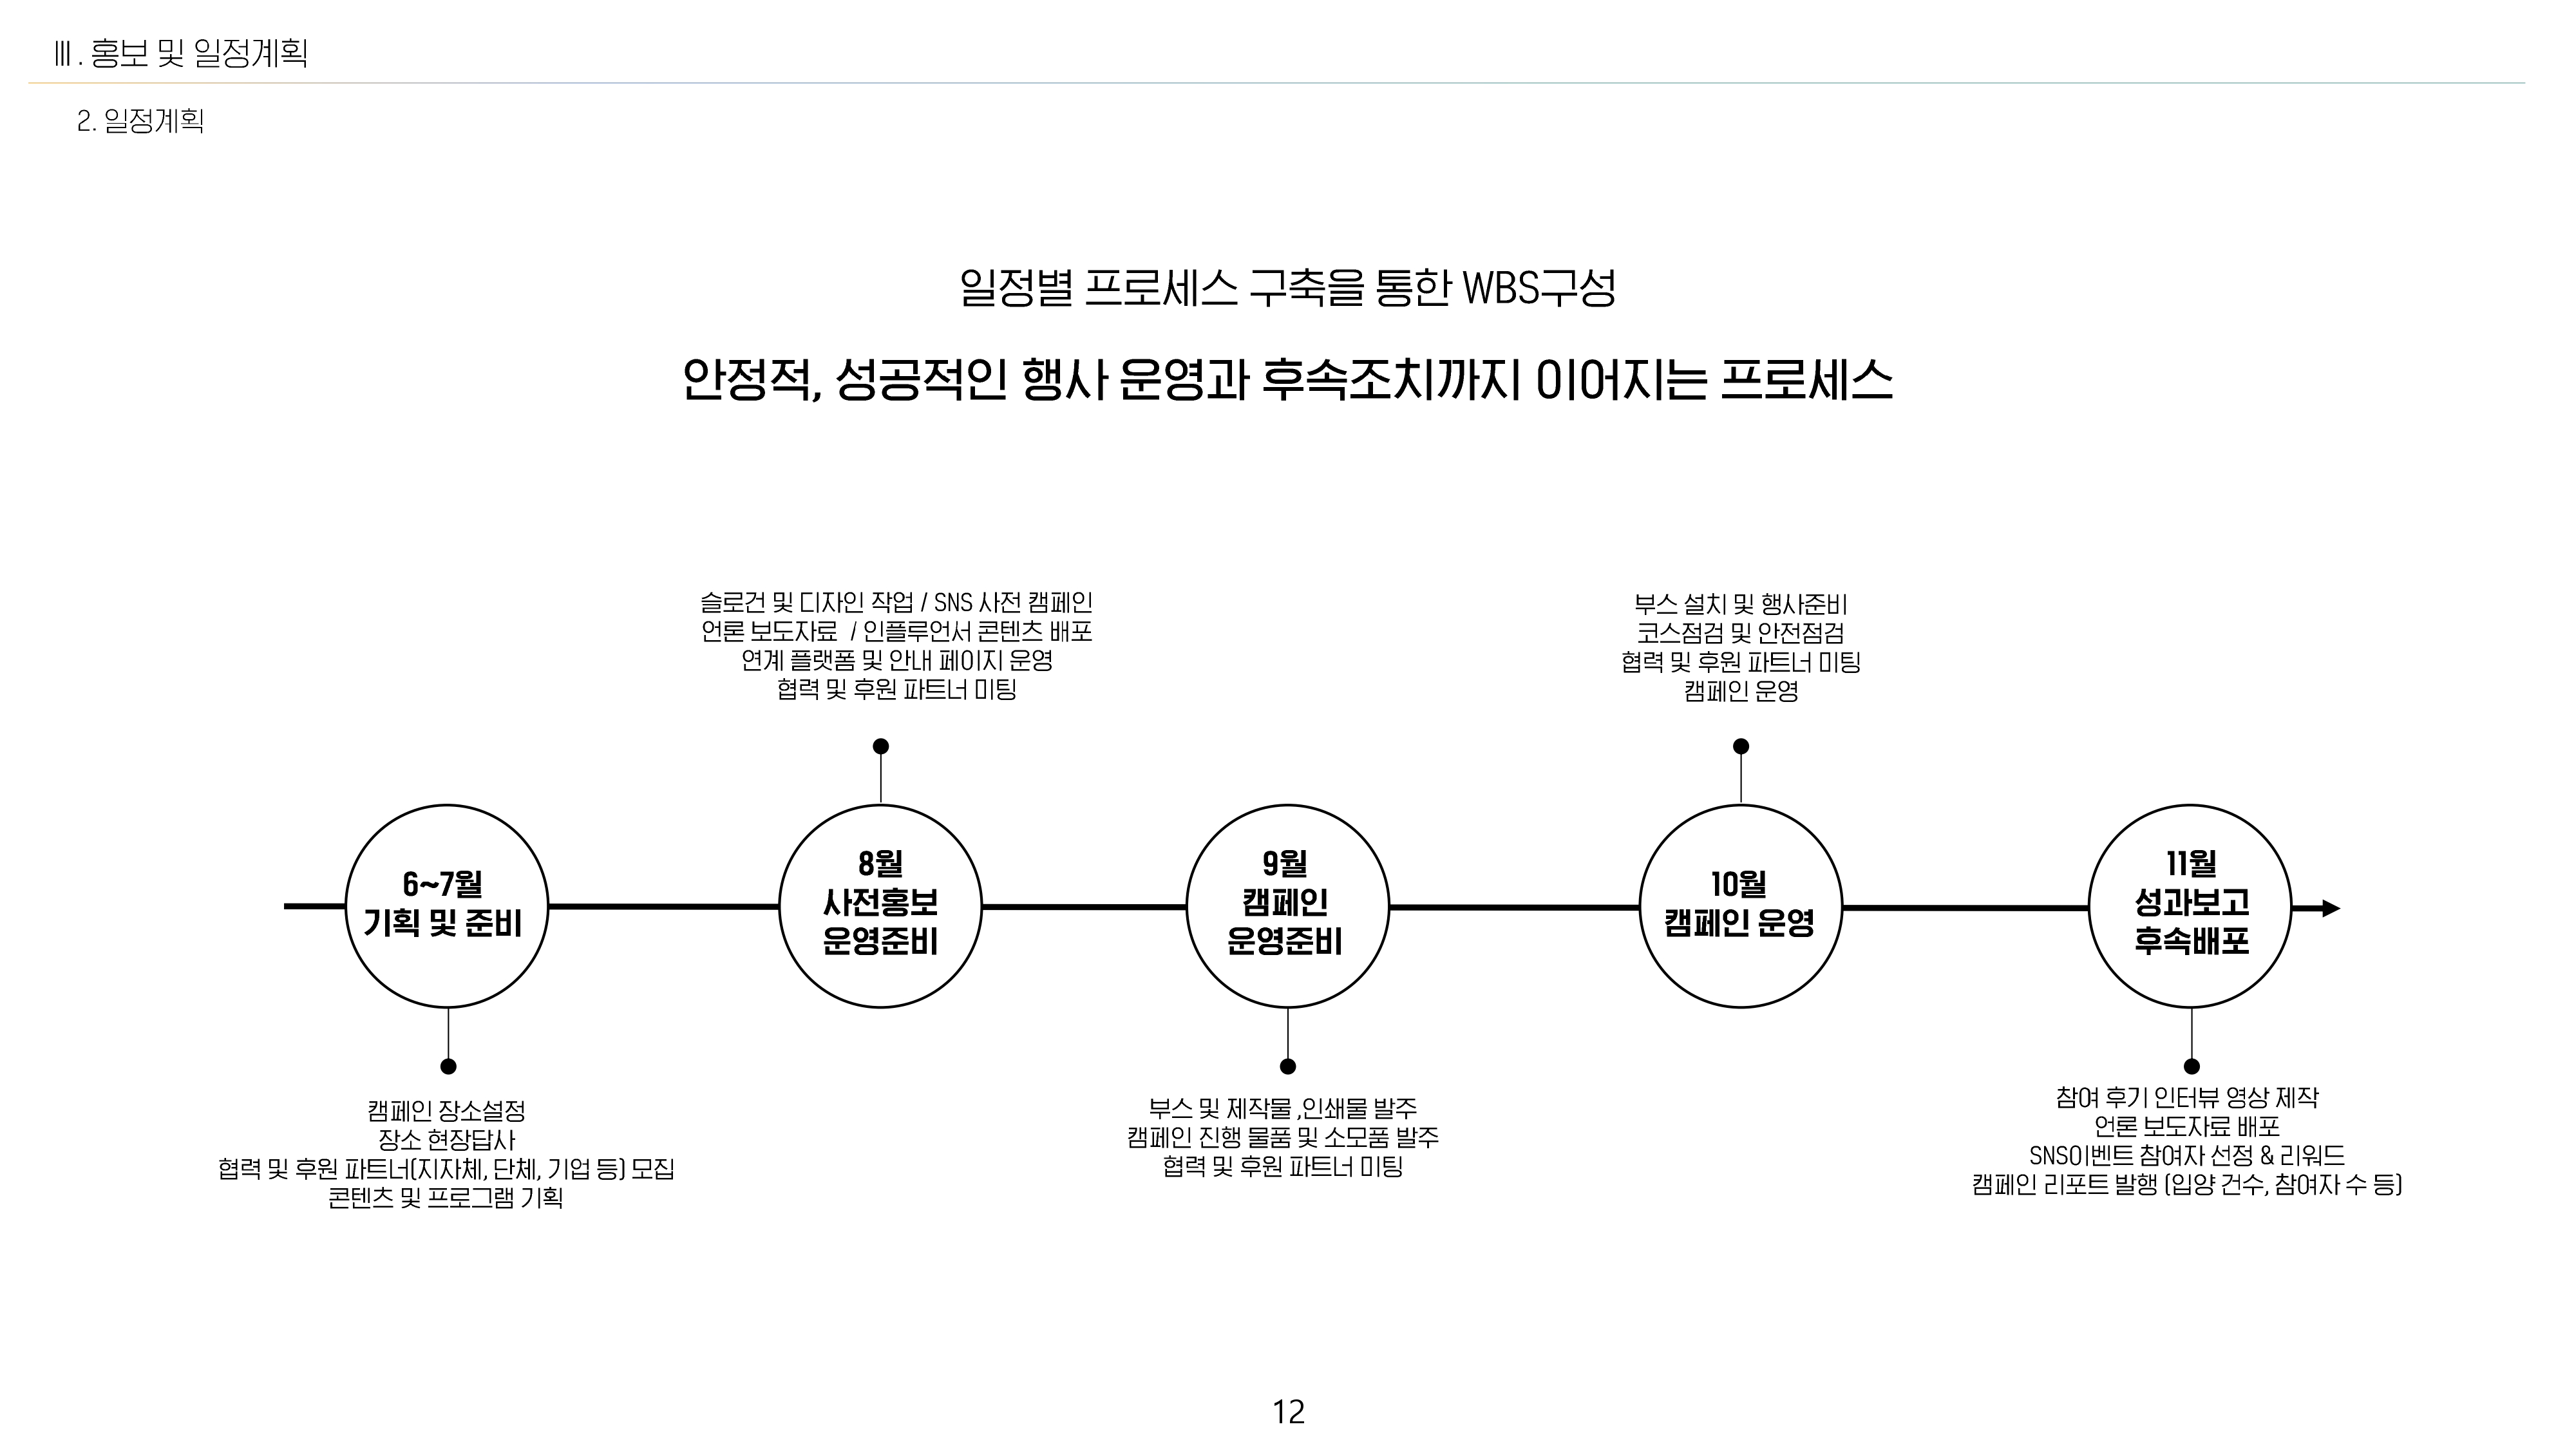 Ⅲ. 홍보 및 일정계획
2. 일정계획
일정별 프로세스 구축을 통한 WBS구성
안정적, 성공적인 행사 운영과 후속조치까지 이어지는 프로세스
6~7월
기획 및 준비
캠페인 장소설정
장소 현장답사
협력 및 후원 파트너(지자체, 단체, 기업 등) 모집
콘텐츠 및 프로그램 기획
슬로건 및 디자인 작업 / SNS 사전 캠페인
언론 보도자료 / 인플루언서 콘텐츠 배포
연계 플랫폼 및 안내 페이지 운영
협력 및 후원 파트너 미팅
8월
사전홍보
운영준비
9월
캠페인
운영준비
부스 및 제작물 ,인쇄물 발주
캠페인 진행 물품 및 소모품 발주
협력 및 후원 파트너 미팅
부스 설치 및 행사준비
코스점검 및 안전점검
협력 및 후원 파트너 미팅
캠페인 운영
10월
캠페인 운영
11월
성과보고
후속배포
참여 후기 인터뷰 영상 제작
언론 보도자료 배포
SNS이벤트 참여자 선정 & 리워드
캠페인 리포트 발행 (입양 건수, 참여자 수 등)
12